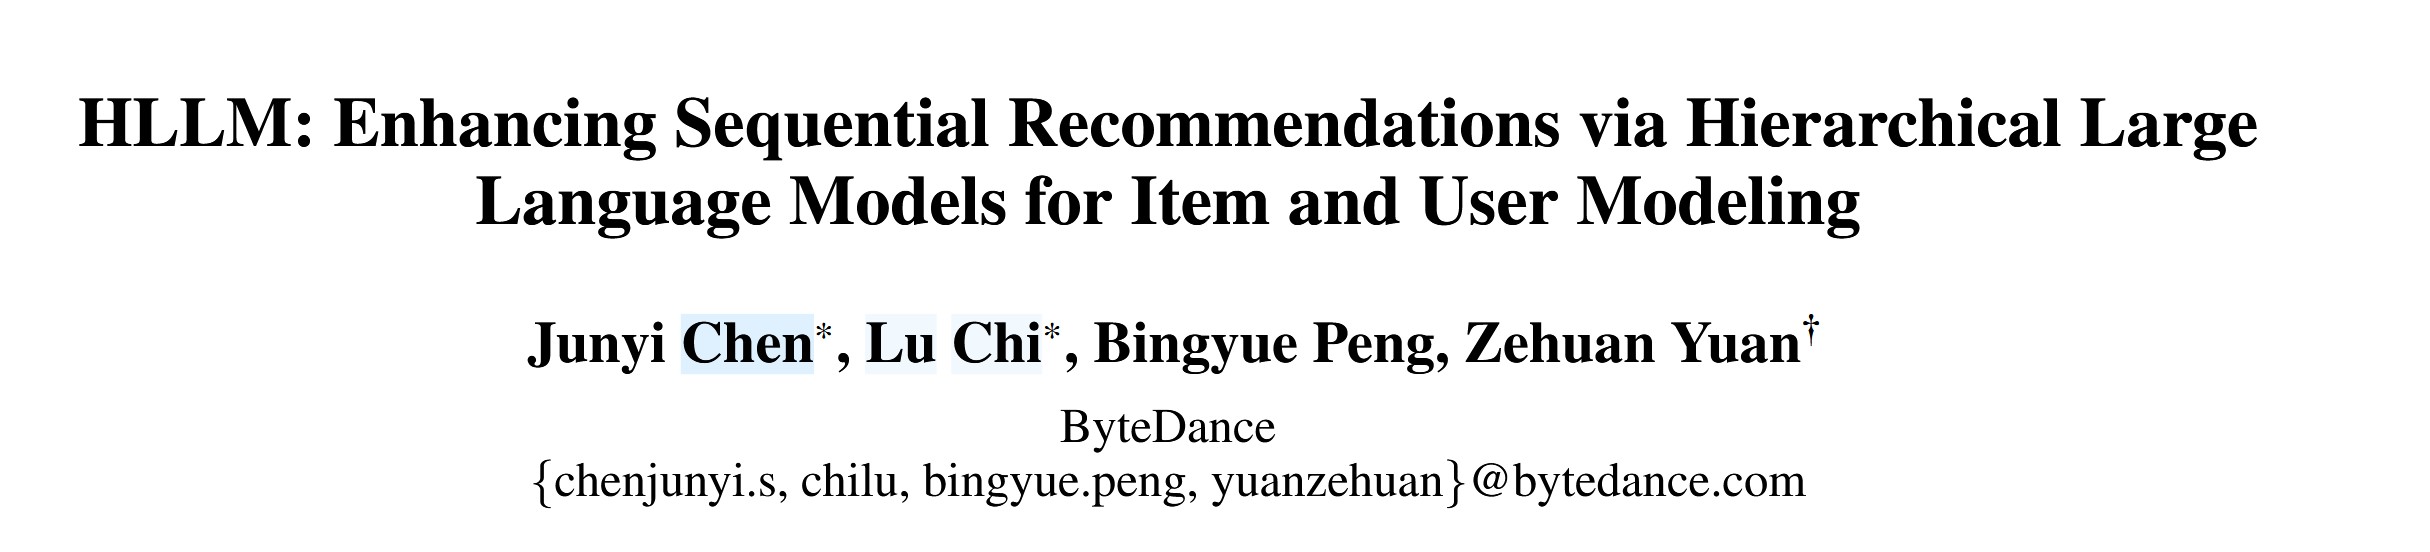 HLLM: Enhancing Sequential Recommendations via Hierarchical Large
Language Models for Item and User Modeling
Junyi Chen*, Lu Chi*, Bingyue Peng, Zehuan Yuan†
ByteDance
{chenjunyi.s, chilu, bingyue.peng, yuanzehuan}@bytedance.com